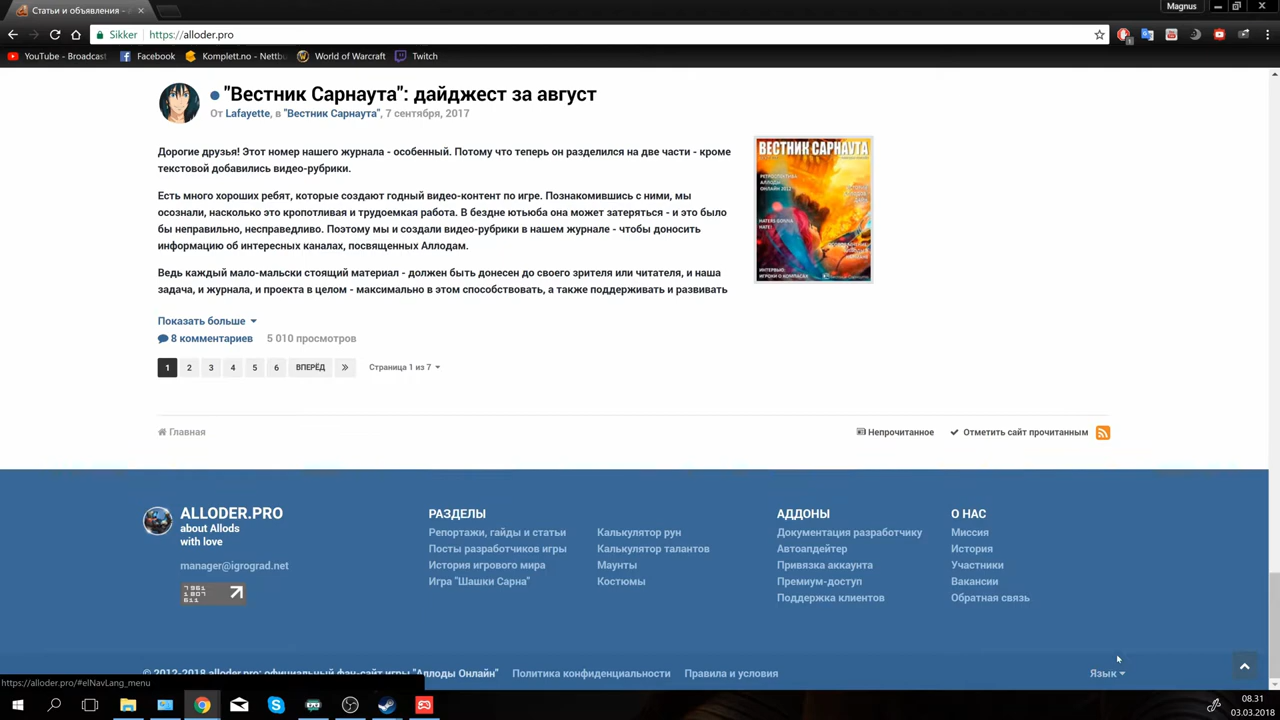 Статьи и объявления -
Magnus
Sikker
https://alloder.pro
YouTube - Broadcast
Facebook
Komplett.no - Nettbu
World of Warcraft
Twitch
"Вестник Сарнаута": дайджест за август
От Lafayette, в "Вестник Сарнаута", 7 сентября, 2017
Дорогие друзья! Этот номер нашего журнала - особенный. Потому что теперь он разделился на две части - кроме
текстовой добавились видео-рубрики.
Есть много хороших ребят, которые создают годный видео-контент по игре. Познакомившись с ними, мы
осознали, насколько это кропотливая и трудоемкая работа. В бездне ютьюба она может затеряться - и это было
бы неправильно, несправедливо. Поэтому мы и создали видео-рубрики в нашем журнале - чтобы доносить
информацию об интересных каналах, посвященных Аллодам.
Ведь каждый мало-мальски стоящий материал - должен быть донесен до своего зрителя или читателя, и наша
задача, и журнала, и проекта в целом - максимально в этом способствовать, а также поддерживать и развивать
ВЕСТНИК САРНАУТА
Показать больше
8 комментариев
5 010 просмотров
1 2 3 4 5 6 ВПЕРЁД
Страница 1 из 7
Главная
Непрочитанное
Отметить сайт прочитанным
ALLODER.PRO
about Allods
with love
manager@igrograd.net
РАЗДЕЛЫ
Репортажи, гайды и статьи
Посты разработчиков игры
История игрового мира
Игра "Шашки Сарна"
Калькулятор рун
Калькулятор талантов
Маунты
Костюмы
АДДОНЫ
Документация разработчику
Автоапдейтер
Привязка аккаунта
Премиум-доступ
Поддержка клиентов
О НАС
Миссия
История
Участники
Вакансии
Обратная связь
© 2012-2018 alloder.pro: официальный фан-сайт игры "Аллоды Онлайн"
Политика конфиденциальности
Правила и условия
Язык
https://alloder.pro/#elNavLang_menu
08.31
03.03.2018